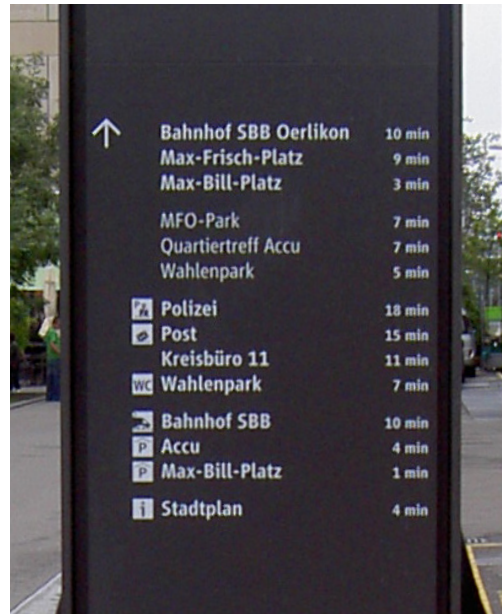 Bahnhof SBB Oerlikon 10 min
Max-Frisch-Platz 9 min
Max-Bill-Platz 3 min
MFO-Park 7 min
Quartiertreff Accu 7 min
Wahlenpark 5 min
Polizei 18 min
Post 15 min
Kreisbüro 11 11 min
WC Wahlenpark 7 min
Bahnhof SBB 10 min
P Accu 4 min
P Max-Bill-Platz 1 min
i Stadtplan 4 min